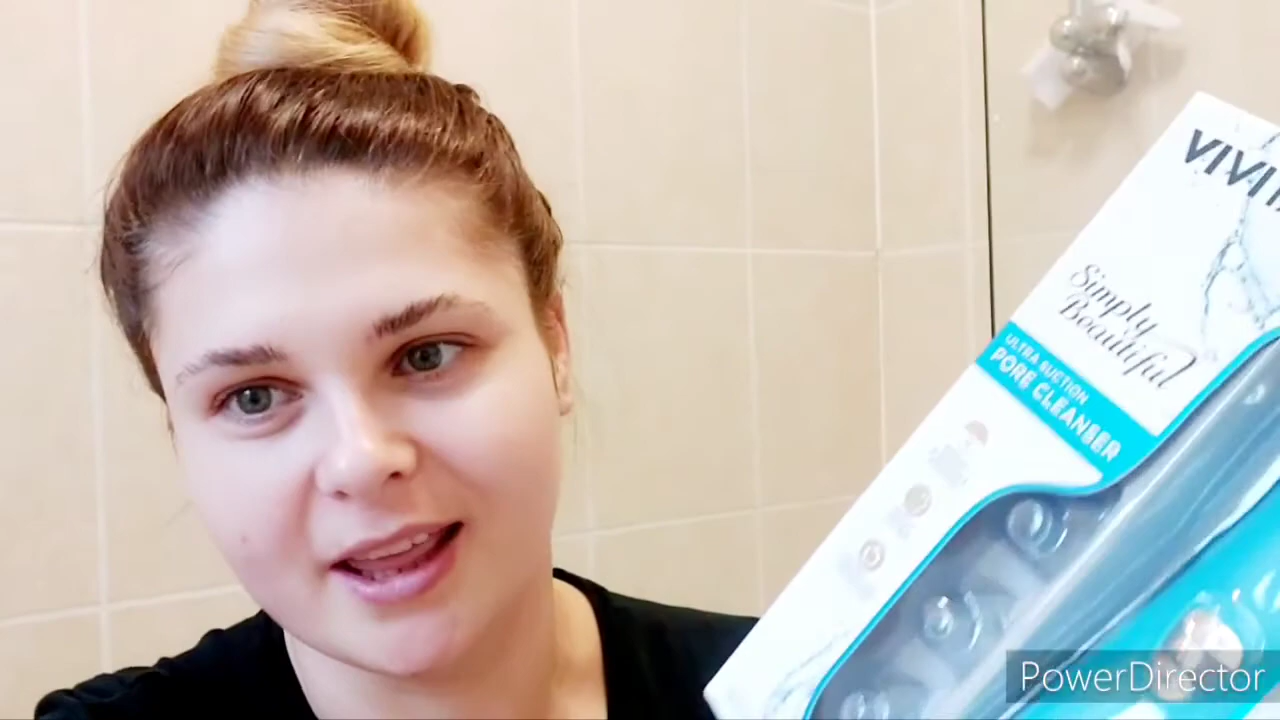 VIVI
Simply
Beautiful
ULTRA SUCTION
PORE CLEANSER
PowerDirector